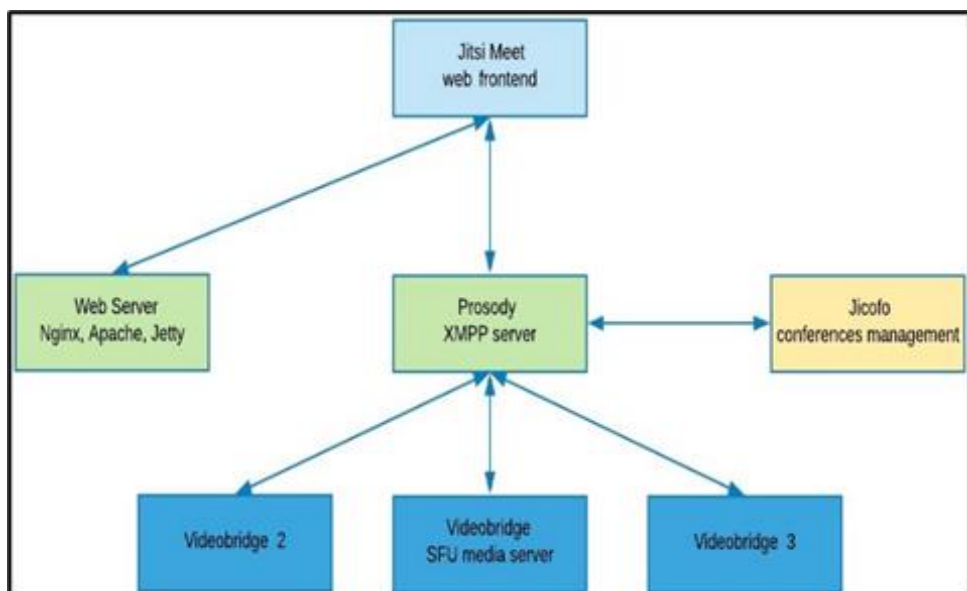 Jitsi Meet
web frontend
Web Server
Nginx, Apache, Jetty
Prosody
XMPP server
Jicofo
conferences management
Videobridge 2
Videobridge
SFU media server
Videobridge 3